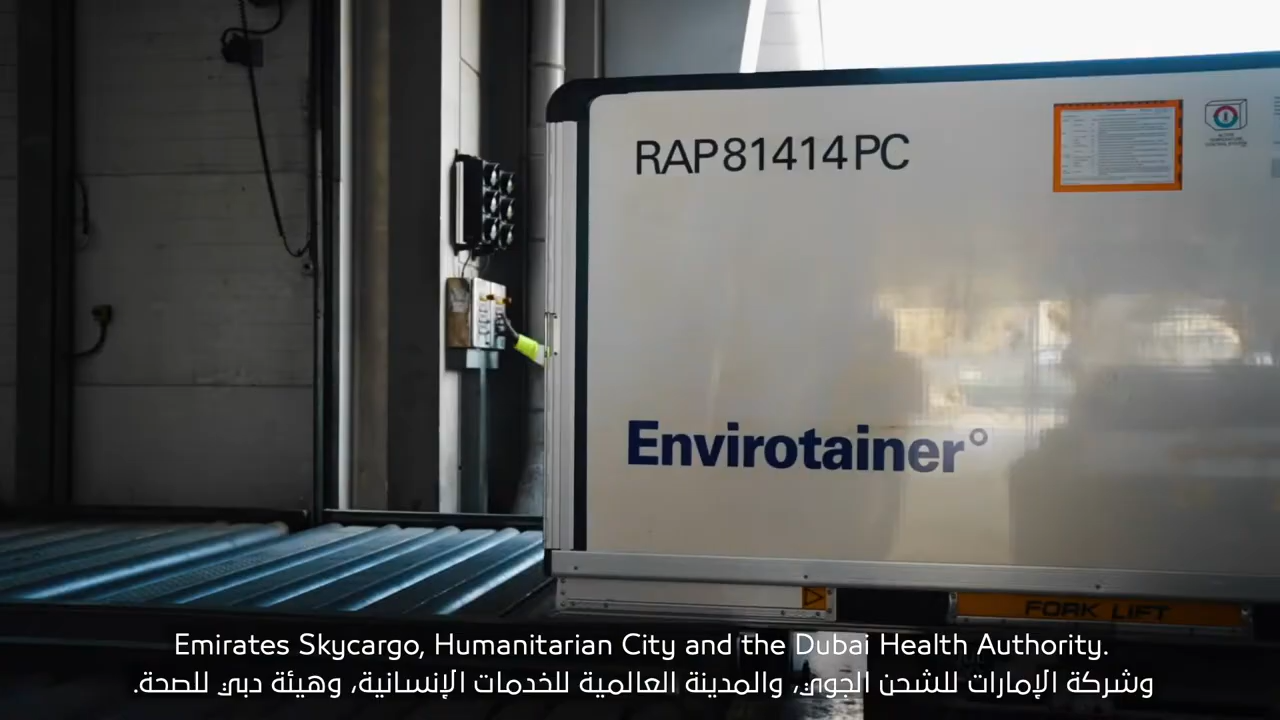 RAP81414PC
Envirotainer°
FORK LIFT
Emirates Skycargo, Humanitarian City and the Dubai Health Authority.
وشركة الإمارات للشحن الجوي، والمدينة العالمية للخدمات الإنسانية، وهيئة دبي للصحة.